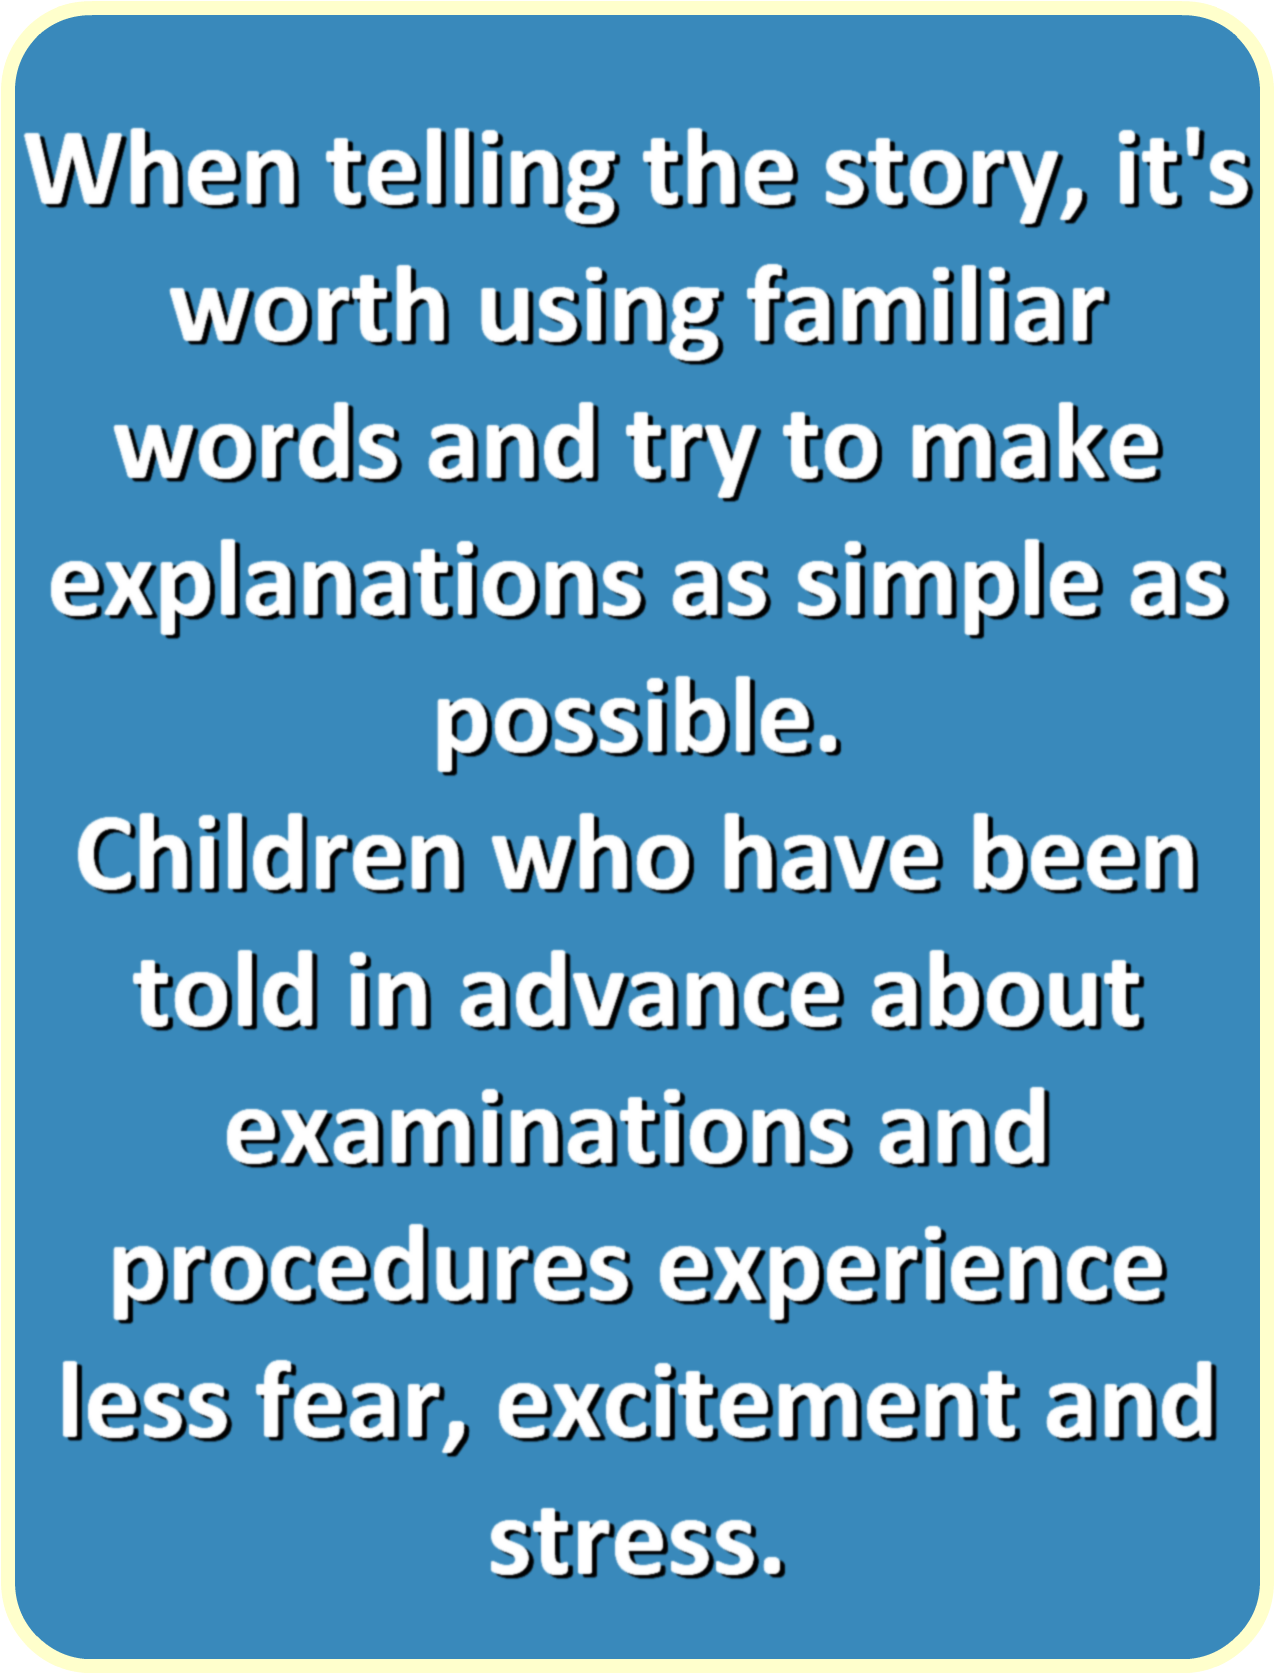 When telling the story, it's
worth using familiar
words and try to make
explanations as simple as
possible.
Children who have been
told in advance about
examinations and
procedures experience
less fear, excitement and
stress.